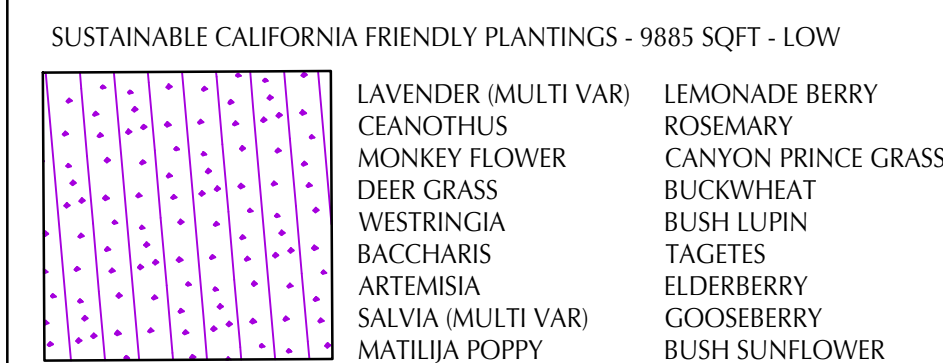 SUSTAINABLE CALIFORNIA FRIENDLY PLANTINGS - 9885 SQFT - LOW
LAVENDER (MULTI VAR)
CEANOTHUS
MONKEY FLOWER
DEER GRASS
WESTRINGIA
BACCHARIS
ARTEMISIA
SALVIA (MULTI VAR)
MATILIJA POPPY
LEMONADE BERRY
ROSEMARY
CANYON PRINCE GRASS
BUCKWHEAT
BUSH LUPIN
TAGETES
ELDERBERRY
GOOSEBERRY
BUSH SUNFLOWER